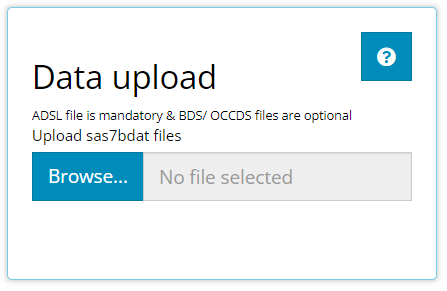 Data upload
ADSL file is mandatory & BDS/ OCCDS files are optional
Upload sas7bdat files
Browse... No file selected